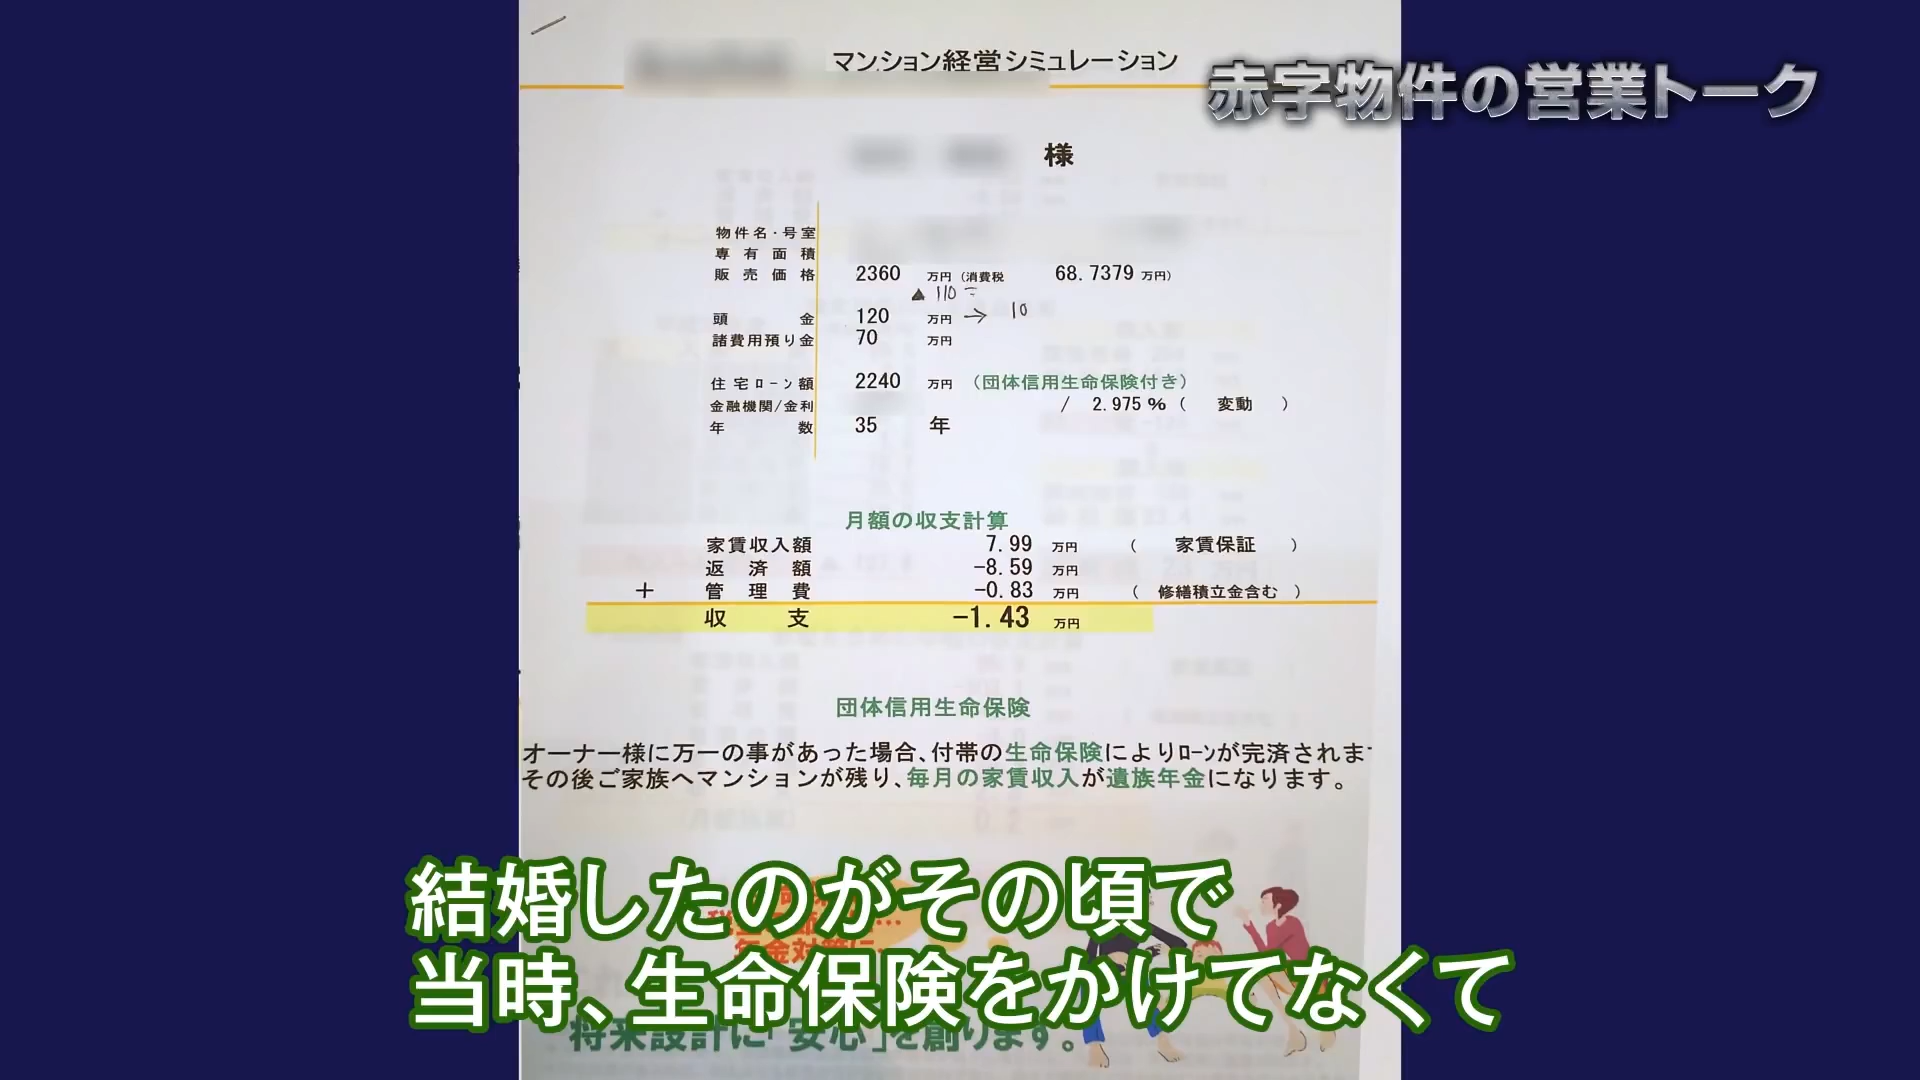 マンション経営シミュレーション
赤字物件の営業トーク
様
物件名・号室
専有面積
販売価格 2360 万円 (消費税 68.7379 万円)
▲ 110
頭金 120 万円 → 10
諸費用預り金 70 万円
住宅ローン額 2240 万円 (団体信用生命保険付き)
金融機関/金利 / 2.975 % ( 変動 )
年数 35 年
月額の収支計算
家賃収入額 7.99 万円 ( 家賃保証 )
返済額 -8.59 万円
+ 管理費 -0.83 万円 ( 修繕積立金含む )
収支 -1.43 万円
団体信用生命保険
オーナー様に万一の事があった場合、付帯の生命保険によりローンが完済されま
その後ご家族へマンションが残り、毎月の家賃収入が遺族年金になります。
結婚したのがその頃で
当時、生命保険をかけてなくて
将来設計に「安心」を創ります。